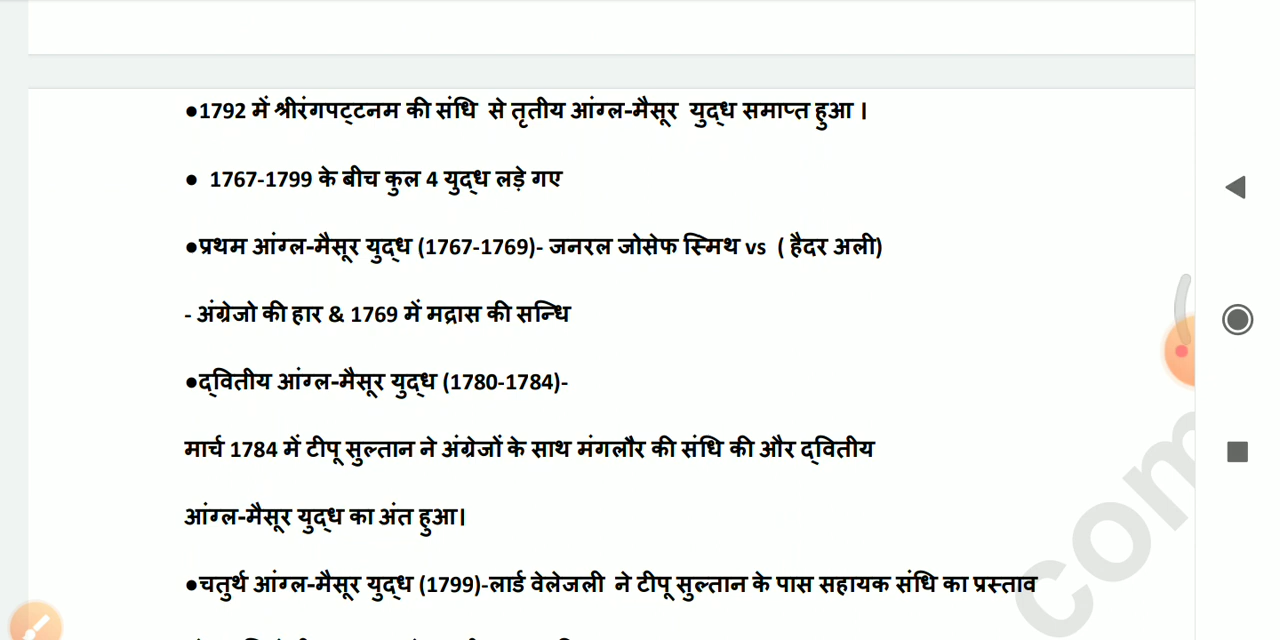 ●1792 में श्रीरंगपट्टनम की संधि से तृतीय आंग्ल-मैसूर युद्ध समाप्त हुआ ।
● 1767-1799 के बीच कुल 4 युद्ध लड़े गए
●प्रथम आंग्ल-मैसूर युद्ध (1767-1769)- जनरल जोसेफ स्मिथ vs ( हैदर अली)
- अंग्रेजो की हार & 1769 में मद्रास की सन्धि
●द्वितीय आंग्ल-मैसूर युद्ध (1780-1784)-
मार्च 1784 में टीपू सुल्तान ने अंग्रेजों के साथ मंगलौर की संधि की और द्वितीय
आंग्ल-मैसूर युद्ध का अंत हुआ।
●चतुर्थ आंग्ल-मैसूर युद्ध (1799)-लार्ड वेलेजली ने टीपू सुल्तान के पास सहायक संधि का प्रस्ताव
com